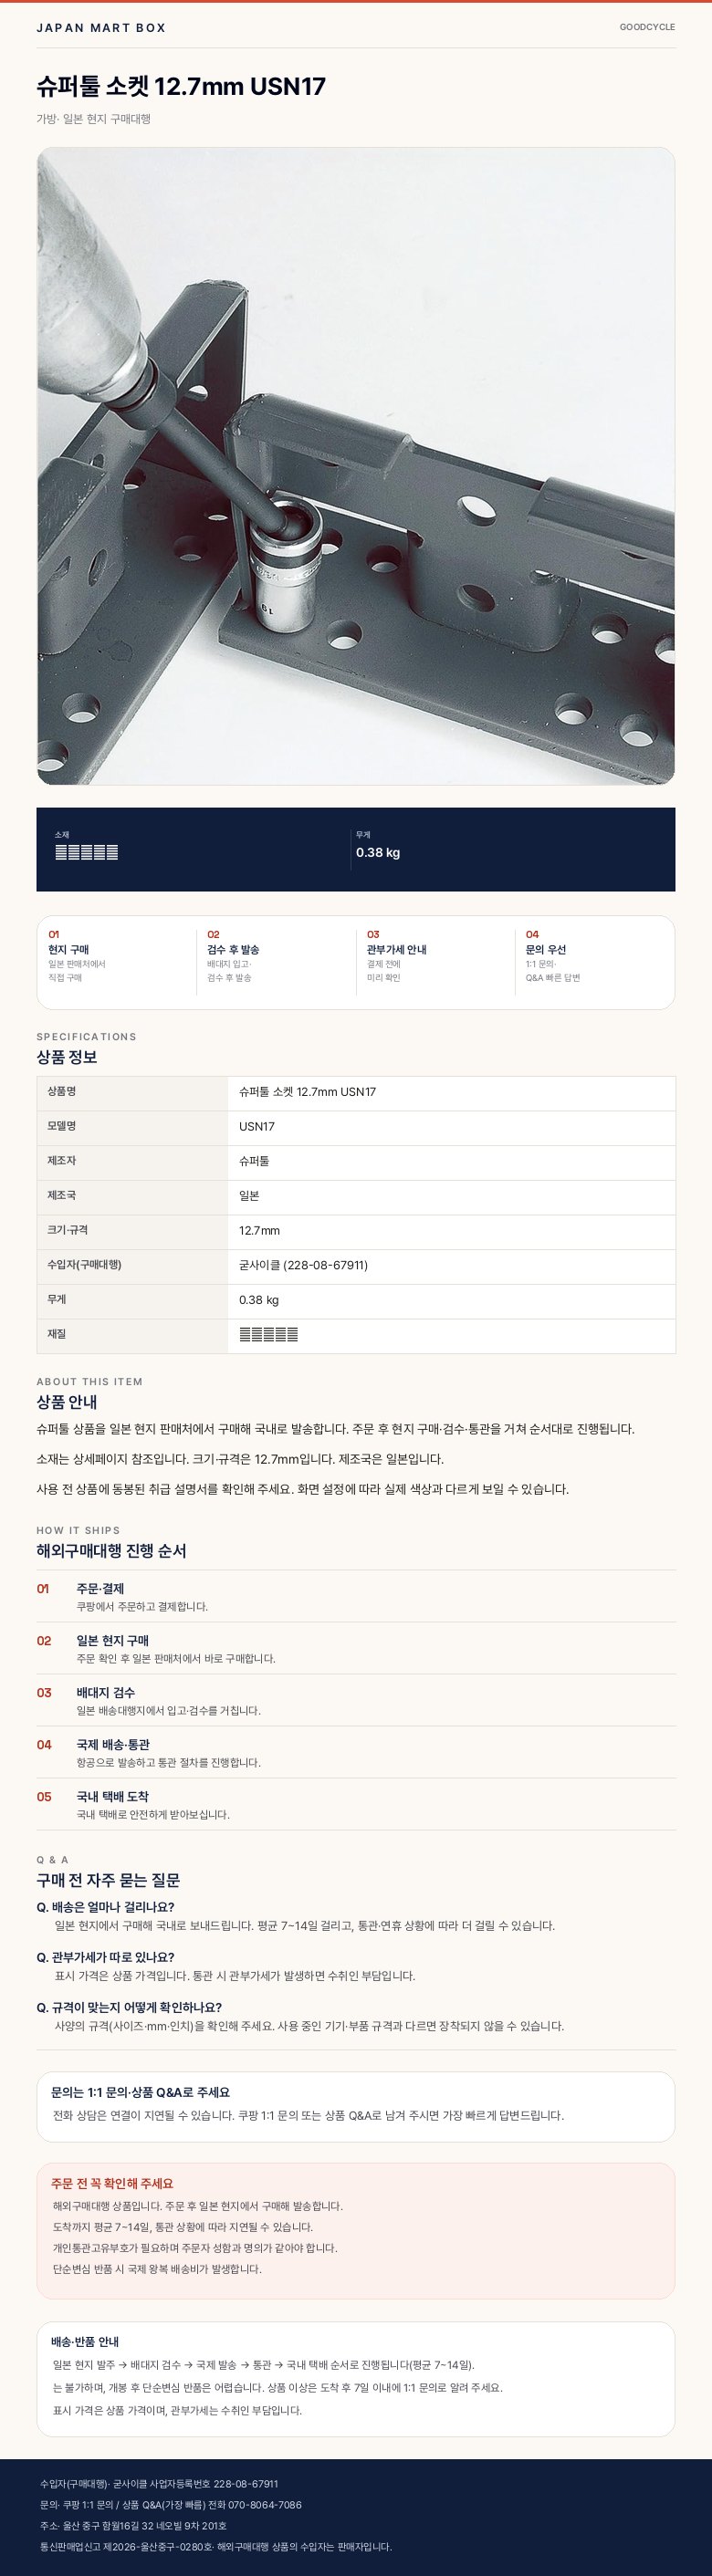 JAPAN MART BOX
GOODCYCLE
슈퍼툴 소켓 12.7mm USN17
가방· 일본 현지 구매대행
소재
무게
0.38 kg
01
현지 구매
일본 판매처에서
직접 구매
02
검수 후 발송
배대지 입고·
검수 후 발송
03
관부가세 안내
결제 전에
미리 확인
04
문의 우선
1:1 문의·
Q&A 빠른 답변
SPECIFICATIONS
상품 정보
상품명 슈퍼툴 소켓 12.7mm USN17
모델명 USN17
제조자 슈퍼툴
제조국 일본
크기·규격 12.7mm
수입자(구매대행) 굳사이클 (228-08-67911)
무게 0.38 kg
재질
ABOUT THIS ITEM
상품 안내
슈퍼툴 상품을 일본 현지 판매처에서 구매해 국내로 발송합니다. 주문 후 현지 구매·검수·통관을 거쳐 순서대로 진행됩니다.
소재는 상세페이지 참조입니다. 크기·규격은 12.7mm입니다. 제조국은 일본입니다.
사용 전 상품에 동봉된 취급 설명서를 확인해 주세요. 화면 설정에 따라 실제 색상과 다르게 보일 수 있습니다.
HOW IT SHIPS
해외구매대행 진행 순서
01 주문·결제
쿠팡에서 주문하고 결제합니다.
02 일본 현지 구매
주문 확인 후 일본 판매처에서 바로 구매합니다.
03 배대지 검수
일본 배송대행지에서 입고·검수를 거칩니다.
04 국제 배송·통관
항공으로 발송하고 통관 절차를 진행합니다.
05 국내 택배 도착
국내 택배로 안전하게 받아보십니다.
Q & A
구매 전 자주 묻는 질문
Q. 배송은 얼마나 걸리나요?
일본 현지에서 구매해 국내로 보내드립니다. 평균 7~14일 걸리고, 통관·연휴 상황에 따라 더 걸릴 수 있습니다.
Q. 관부가세가 따로 있나요?
표시 가격은 상품 가격입니다. 통관 시 관부가세가 발생하면 수취인 부담입니다.
Q. 규격이 맞는지 어떻게 확인하나요?
사양의 규격(사이즈·mm·인치)을 확인해 주세요. 사용 중인 기기·부품 규격과 다르면 장착되지 않을 수 있습니다.
문의는 1:1 문의·상품 Q&A로 주세요
전화 상담은 연결이 지연될 수 있습니다. 쿠팡 1:1 문의 또는 상품 Q&A로 남겨 주시면 가장 빠르게 답변드립니다.
주문 전 꼭 확인해 주세요
해외구매대행 상품입니다. 주문 후 일본 현지에서 구매해 발송합니다.
도착까지 평균 7~14일, 통관 상황에 따라 지연될 수 있습니다.
개인통관고유부호가 필요하며 주문자 성함과 명의가 같아야 합니다.
단순변심 반품 시 국제 왕복 배송비가 발생합니다.
배송·반품 안내
일본 현지 발주 → 배대지 검수 → 국제 발송 → 통관 → 국내 택배 순서로 진행됩니다(평균 7~14일).
는 불가하며, 개봉 후 단순변심 반품은 어렵습니다. 상품 이상은 도착 후 7일 이내에 1:1 문의로 알려 주세요.
표시 가격은 상품 가격이며, 관부가세는 수취인 부담입니다.
수입자(구매대행)· 굳사이클 사업자등록번호 228-08-67911
문의· 쿠팡 1:1 문의 / 상품 Q&A(가장 빠름) 전화 070-8064-7086
주소· 울산 중구 함월16길 32 네오빌 9차 201호
통신판매업신고 제2026-울산중구-0280호· 해외구매대행 상품의 수입자는 판매자입니다.